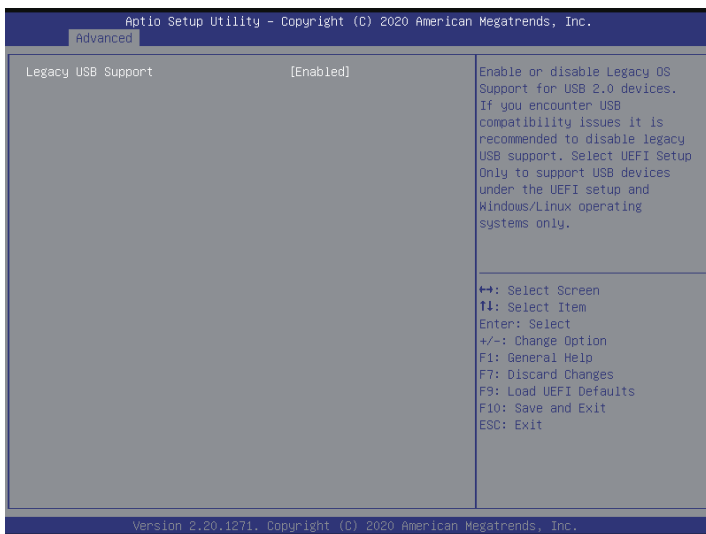 Aptio Setup Utility – Copyright (C) 2020 American Megatrends, Inc.
Advanced
Legacy USB Support [Enabled]
Enable or disable Legacy OS
Support for USB 2.0 devices.
If you encounter USB
compatibility issues it is
recommended to disable legacy
USB support. Select UEFI Setup
Only to support USB devices
under the UEFI setup and
Windows/Linux operating
systems only.
↔: Select Screen
↑↓: Select Item
Enter: Select
+/-: Change Option
F1: General Help
F7: Discard Changes
F9: Load UEFI Defaults
F10: Save and Exit
ESC: Exit
Version 2.20.1271. Copyright (C) 2020 American Megatrends, Inc.